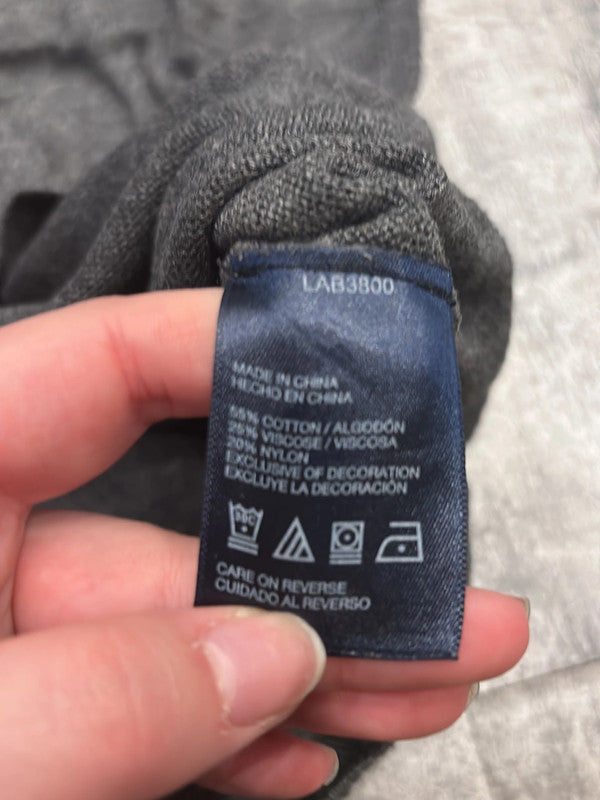 LAB3800
MADE IN CHINA
HECHO EN CHINA
55% COTTON / ALGODÓN
25% VISCOSE / VISCOSA
20% NYLON
EXCLUSIVE OF DECORATION
EXCLUYE LA DECORACIÓN
30C
CARE ON REVERSE
CUIDADO AL REVERSO